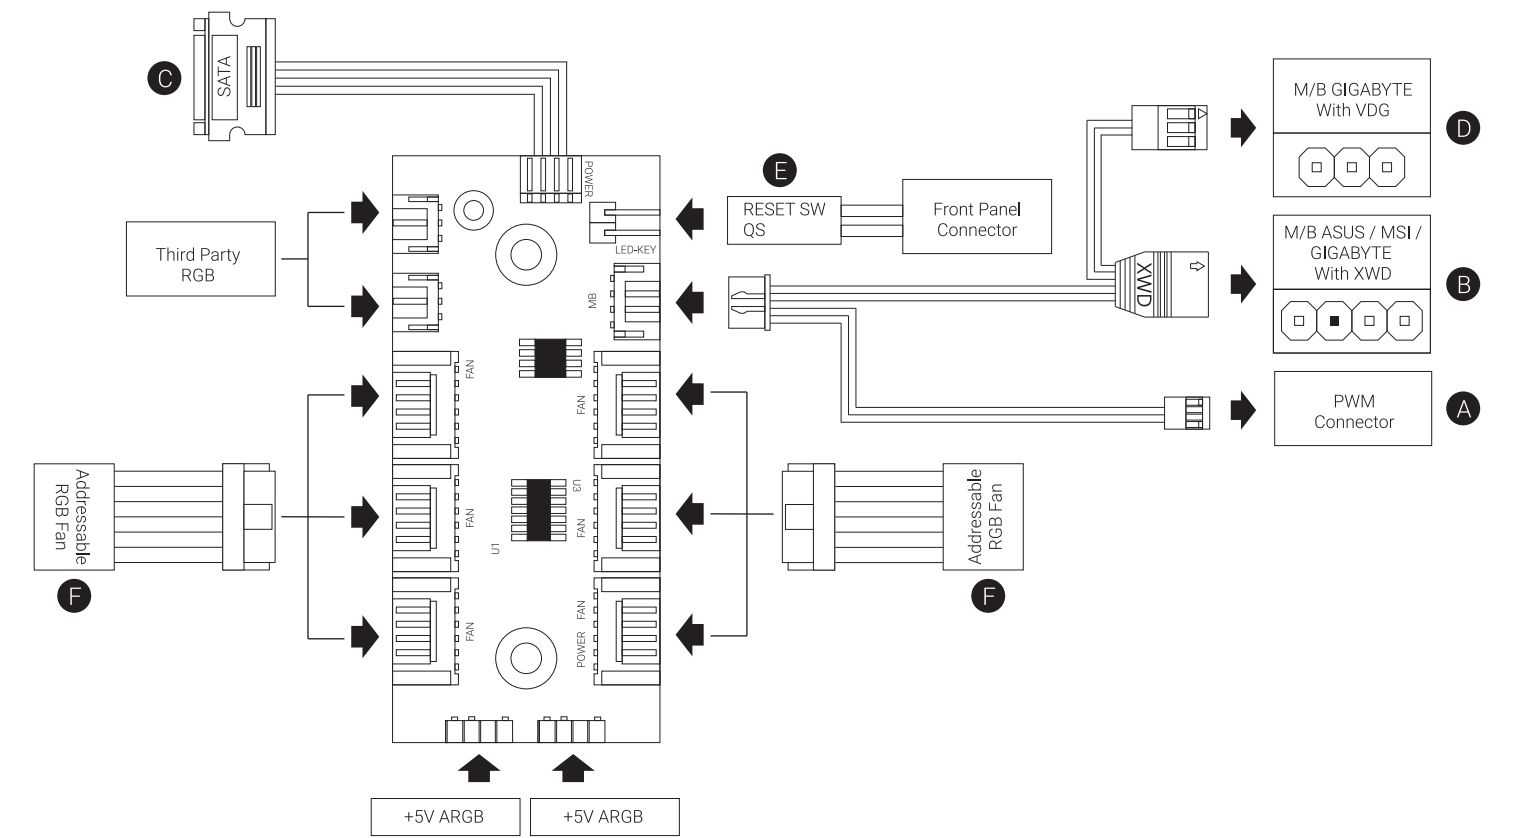 C
SATA
POWER
Third Party
RGB
LED-KEY
MB
E
RESET SW
QS
Front Panel
Connector
XWD
M/B GIGABYTE
With VDG
D
M/B ASUS / MSI /
GIGABYTE
With XWD
B
PWM
Connector
A
FAN
FAN
FAN
FAN
FAN
FAN
POWER
U3
U1
Addressable
RGB Fan
F
Addressable
RGB Fan
F
+5V ARGB
+5V ARGB